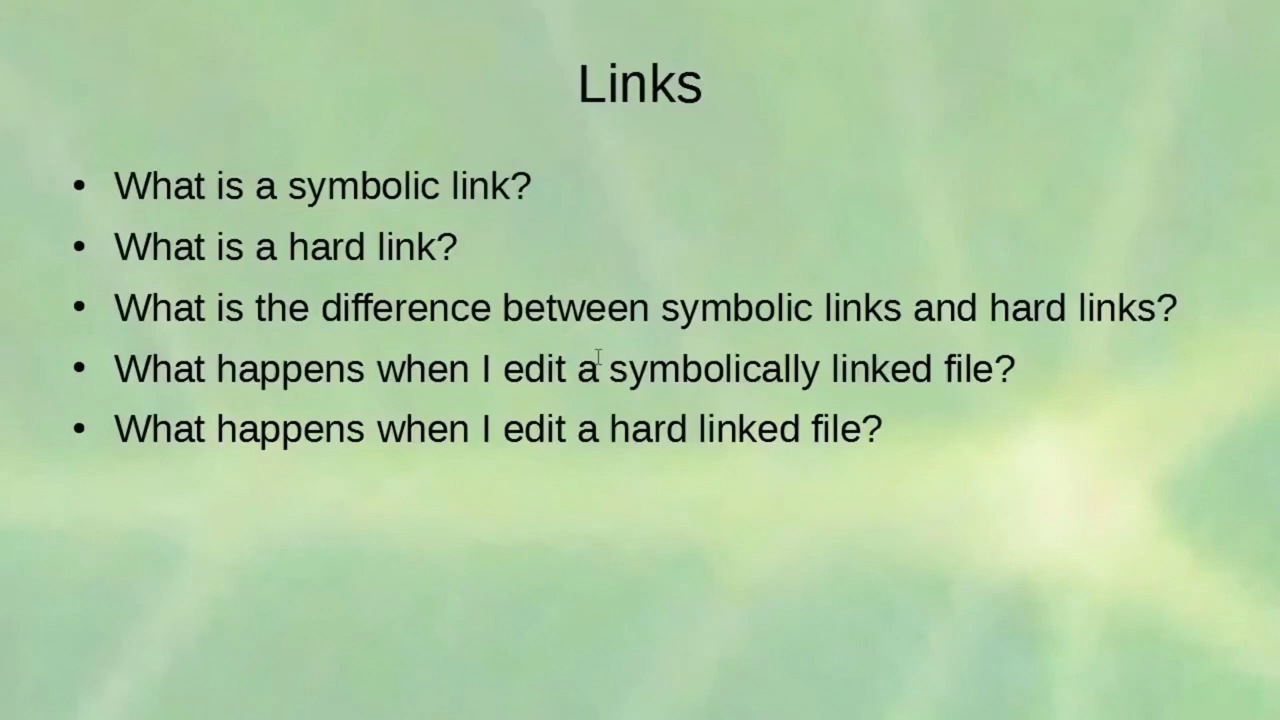 Links
• What is a symbolic link?
• What is a hard link?
• What is the difference between symbolic links and hard links?
• What happens when I edit a symbolically linked file?
• What happens when I edit a hard linked file?